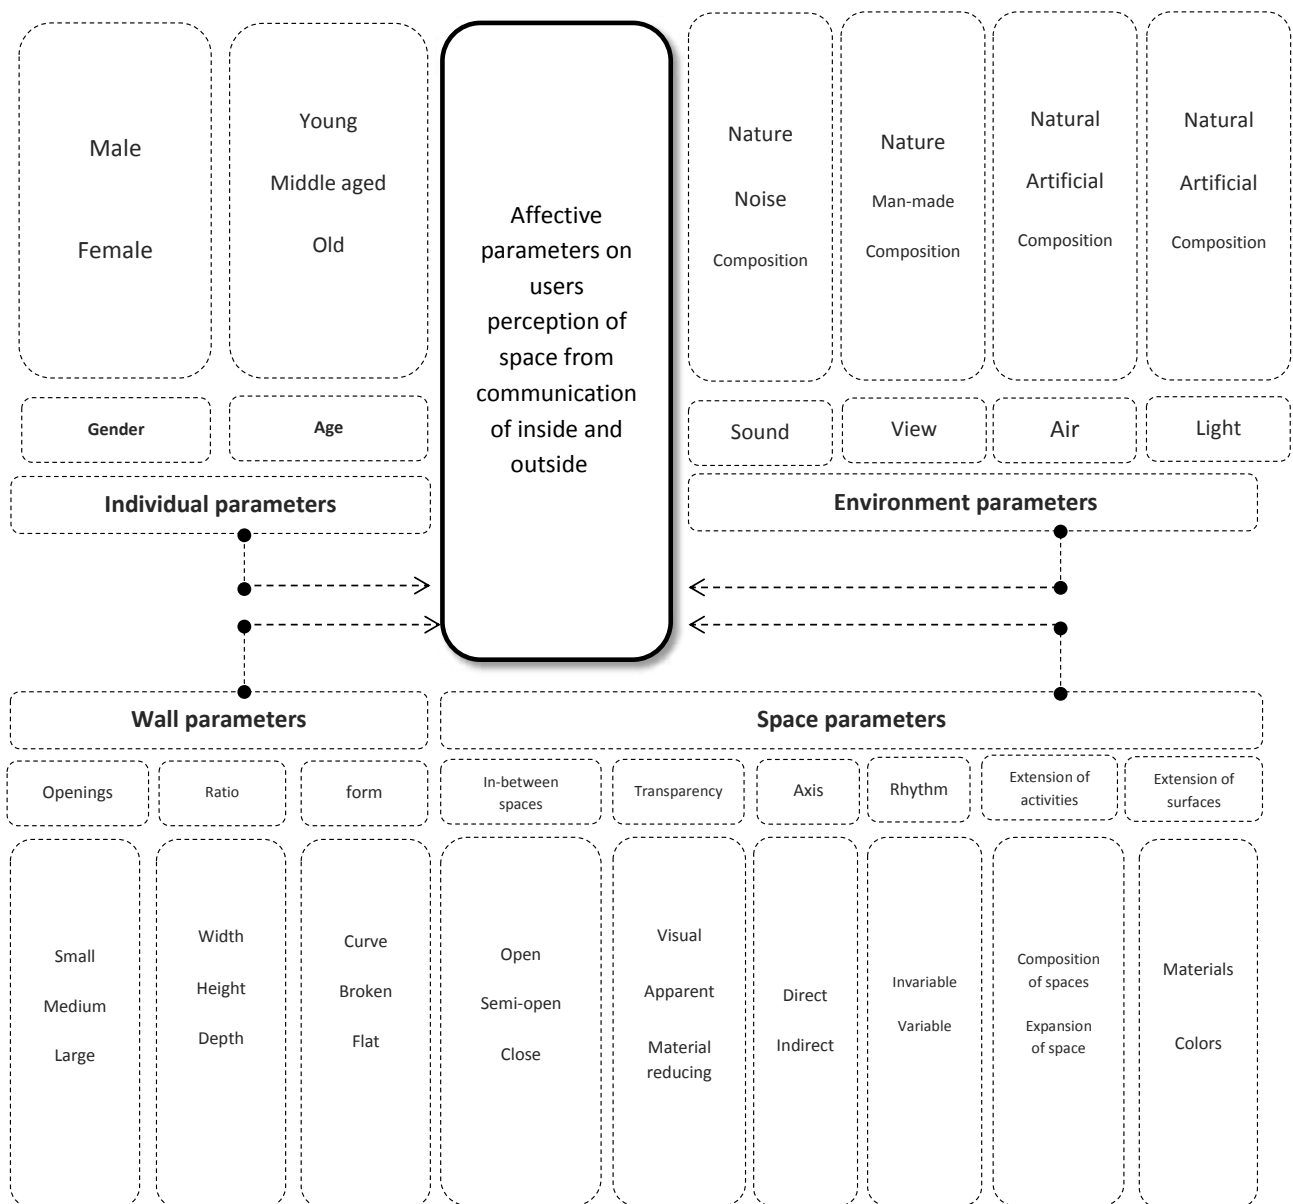 Male
Female
Young
Middle aged
Old
Gender
Age
Individual parameters
Affective
parameters on
users
perception of
space from
communication
of inside and
outside
Nature
Noise
Composition
Nature
Man-made
Composition
Natural
Artificial
Composition
Natural
Artificial
Composition
Sound
View
Air
Light
Environment parameters
Wall parameters
Openings
Ratio
form
Small
Medium
Large
Width
Height
Depth
Curve
Broken
Flat
Space parameters
In-between
spaces
Transparency
Axis
Rhythm
Extension of
activities
Extension of
surfaces
Open
Semi-open
Close
Visual
Apparent
Material
reducing
Direct
Indirect
Invariable
Variable
Composition
of spaces
Expansion
of space
Materials
Colors